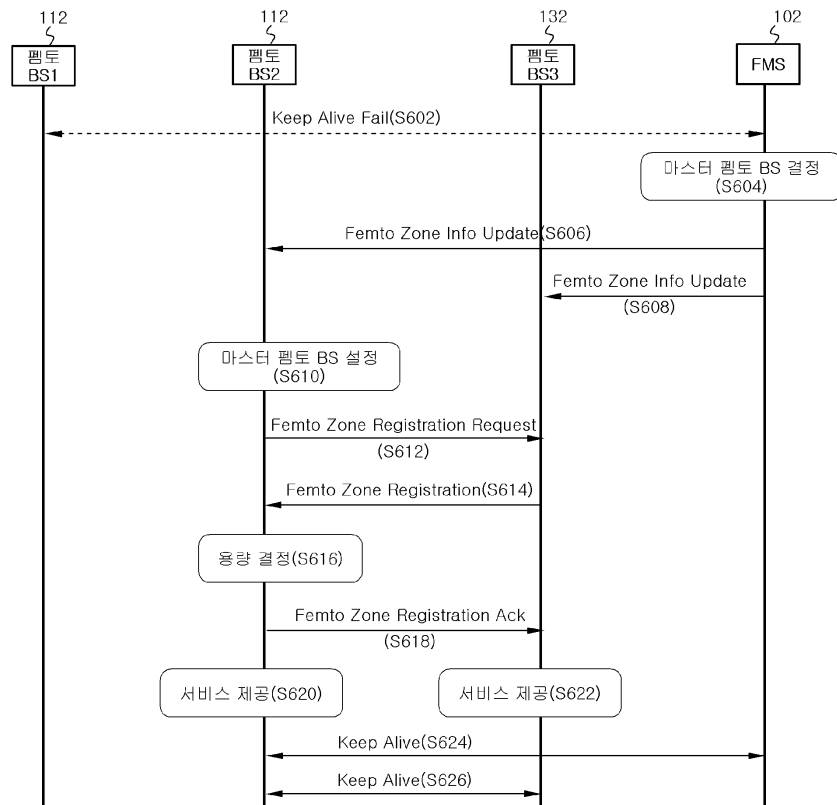 112
112
132
102
펨토
BS1
펨토
BS2
펨토
BS3
FMS
Keep Alive Fail(S602)
마스터 펨토 BS 결정
(S604)
Femto Zone Info Update(S606)
Femto Zone Info Update
(S608)
마스터 펨토 BS 설정
(S610)
Femto Zone Registration Request
(S612)
Femto Zone Registration(S614)
용량 결정(S616)
Femto Zone Registration Ack
(S618)
서비스 제공(S620)
서비스 제공(S622)
Keep Alive(S624)
Keep Alive(S626)